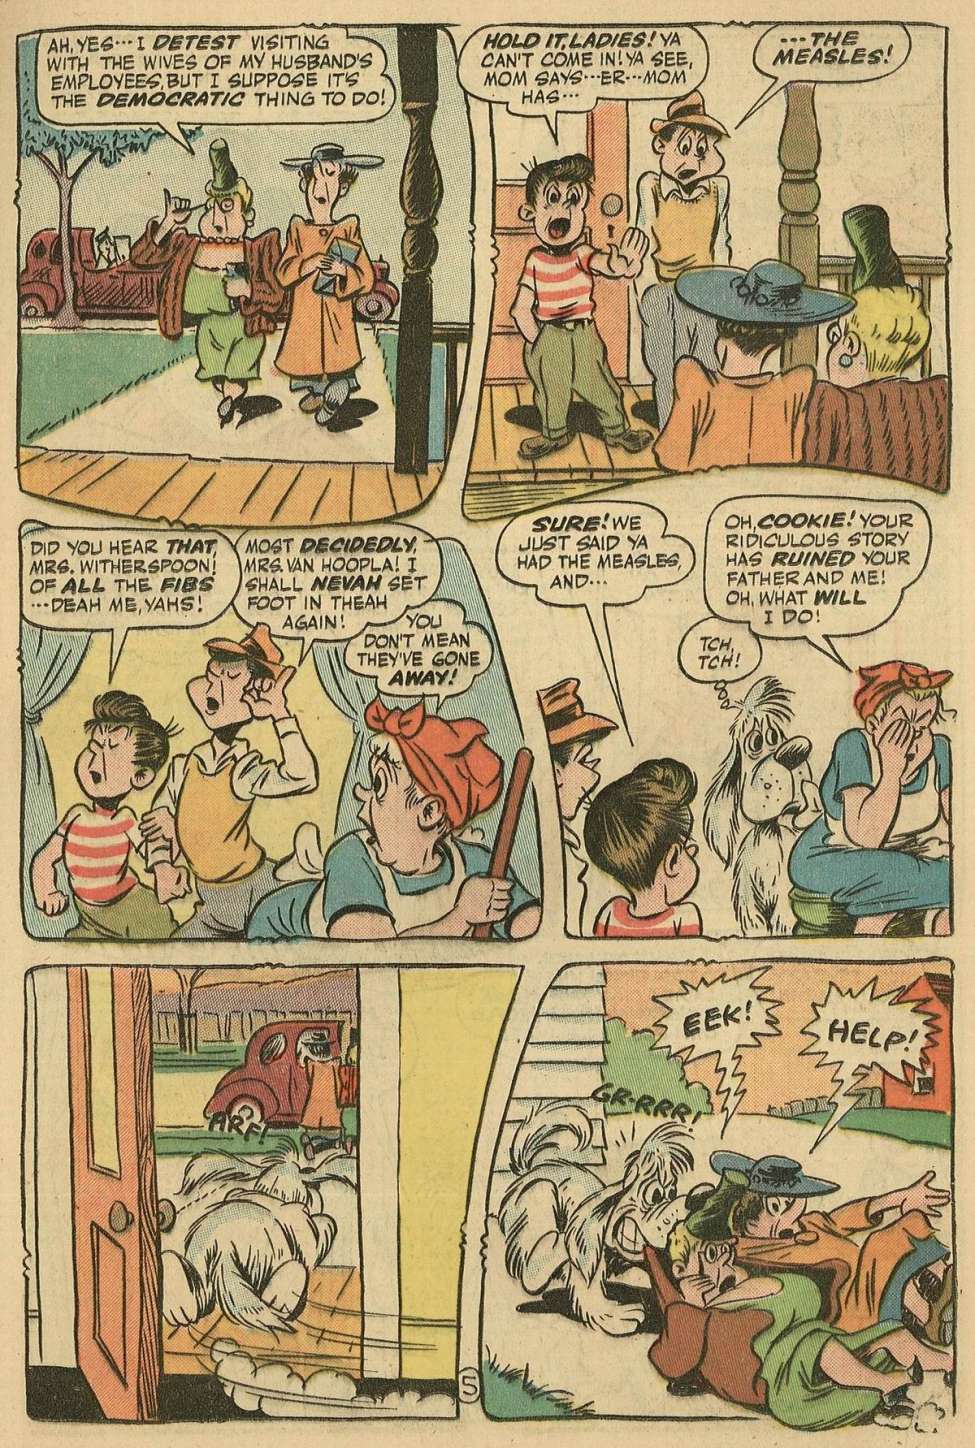 AH, YES--- I DETEST VISITING
WITH THE WIVES OF MY HUSBAND'S
EMPLOYEES, BUT I SUPPOSE IT'S
THE DEMOCRATIC THING TO DO!
HOLD IT, LADIES! YA
CAN'T COME IN! YA SEE,
MOM SAYS---ER---MOM
HAS---
---THE
MEASLES!
DID YOU HEAR THAT,
MRS. WITHERSPOON!
OF ALL THE FIBS
---DEAH ME, YAHS!
MOST DECIDEDLY,
MRS. VAN HOOPLA! I
SHALL NEVAH SET
FOOT IN THEAH
AGAIN!
YOU
DON'T MEAN
THEY'VE GONE
AWAY!
SURE! WE
JUST SAID YA
HAD THE MEASLES,
AND---
TCH,
TCH!
OH, COOKIE! YOUR
RIDICULOUS STORY
HAS RUINED YOUR
FATHER AND ME!
OH, WHAT WILL
I DO!
ARF!
5
GR-RRR!
EEK!
HELP!